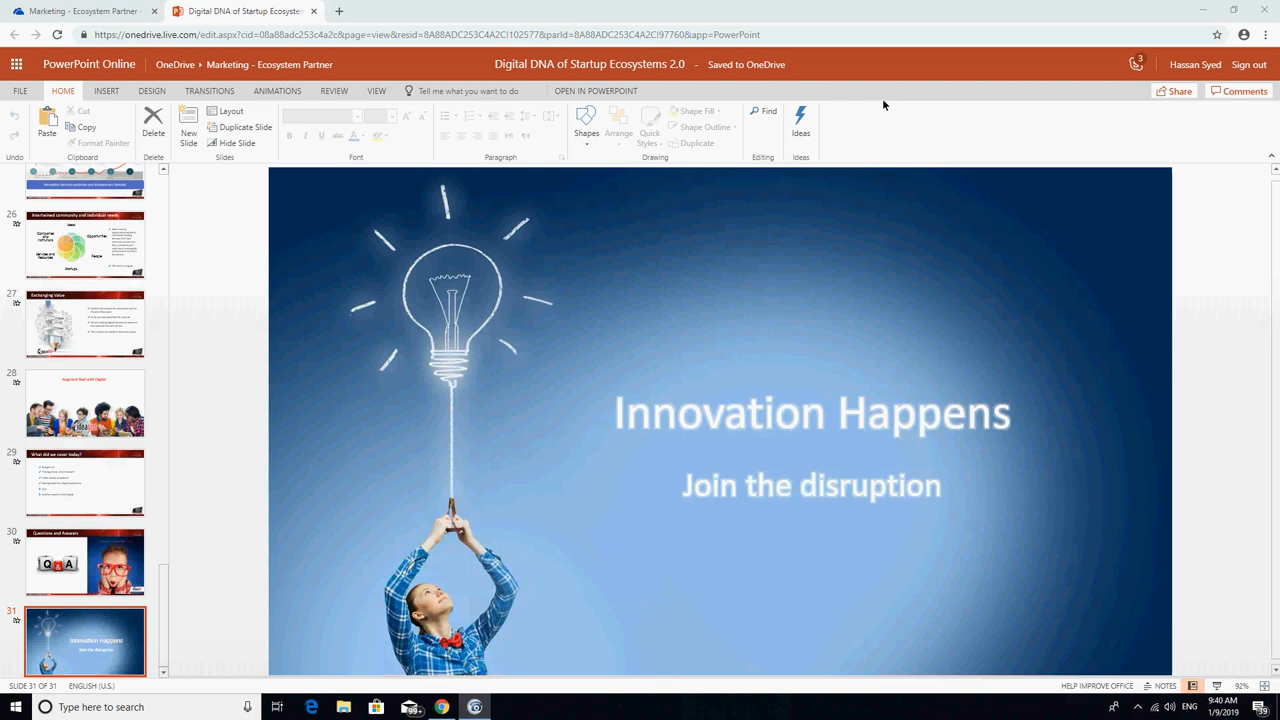 Marketing - Ecosystem Partner -
Digital DNA of Startup Ecosystem
https://onedrive.live.com/edit.aspx?cid=08a88adc253c4a2c&page=view&resid=8A88ADC253C4A2C!102577&parId=8A88ADC253C4A2C!97760&app=PowerPoint
PowerPoint Online
OneDrive
Marketing - Ecosystem Partner
Digital DNA of Startup Ecosystems 2.0 - Saved to OneDrive
3
Hassan Syed
Sign out
FILE
HOME
INSERT
DESIGN
TRANSITIONS
ANIMATIONS
REVIEW
VIEW
Tell me what you want to do
OPEN IN POWERPOINT
Share
Comments
Paste
Cut
Copy
Format Painter
Delete
New Slide
Layout
Duplicate Slide
Hide Slide
Shapes
Arrange
Quick Styles
Shape Fill
Shape Outline
Duplicate
Find
Ideas
Undo
Clipboard
Delete
Slides
Font
Paragraph
Drawing
Editing
Ideas
26
Intertwined community and individual needs
Opportunities
People
Startups
27
Exchanging Value
28
Augment Real with Digital
29
What did we cover today?
30
Questions and Answers
Q&A
31
Innovation Happens
Join the disruption
Innovation Happens
Join the disruption
SLIDE 31 OF 31
ENGLISH (U.S.)
HELP IMPROVE OFFICE
NOTES
92%
Type here to search
ENG
9:40 AM
1/9/2019
39